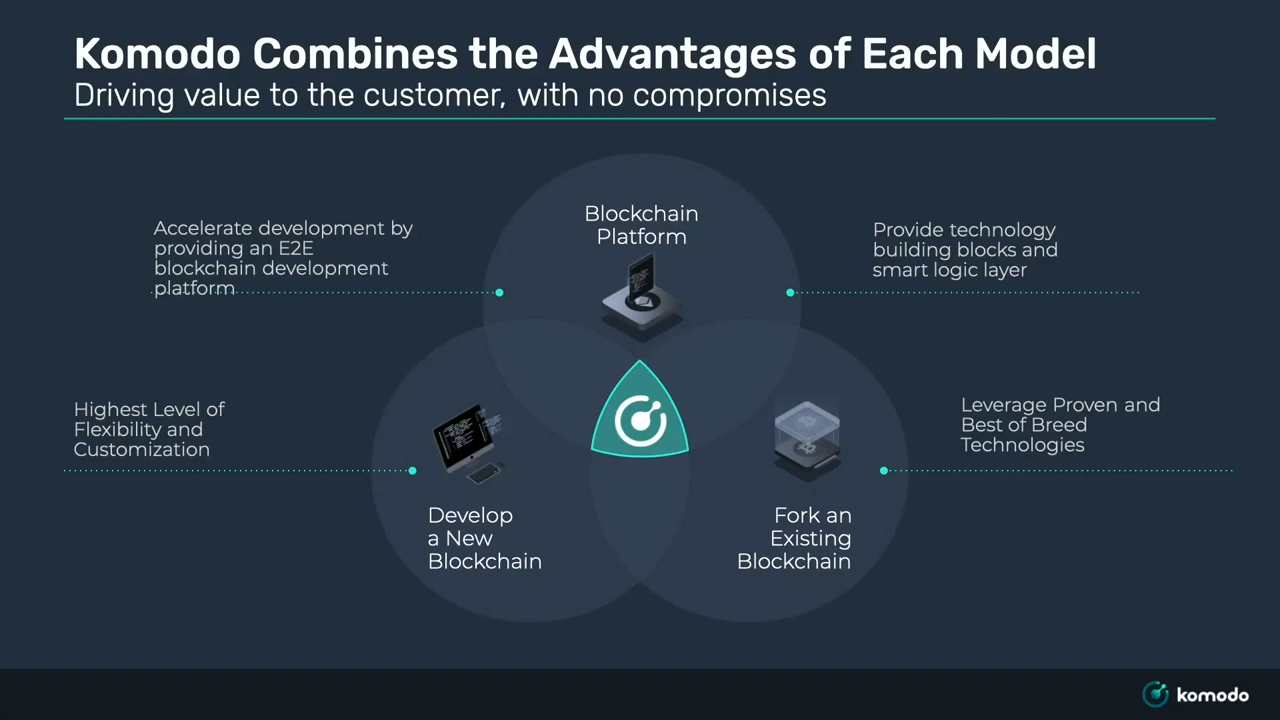 Komodo Combines the Advantages of Each Model
Driving value to the customer, with no compromises
Accelerate development by
providing an E2E
blockchain development
platform
Blockchain
Platform
Provide technology
building blocks and
smart logic layer
Highest Level of
Flexibility and
Customization
Leverage Proven and
Best of Breed
Technologies
Develop
a New
Blockchain
Fork an
Existing
Blockchain
komodo